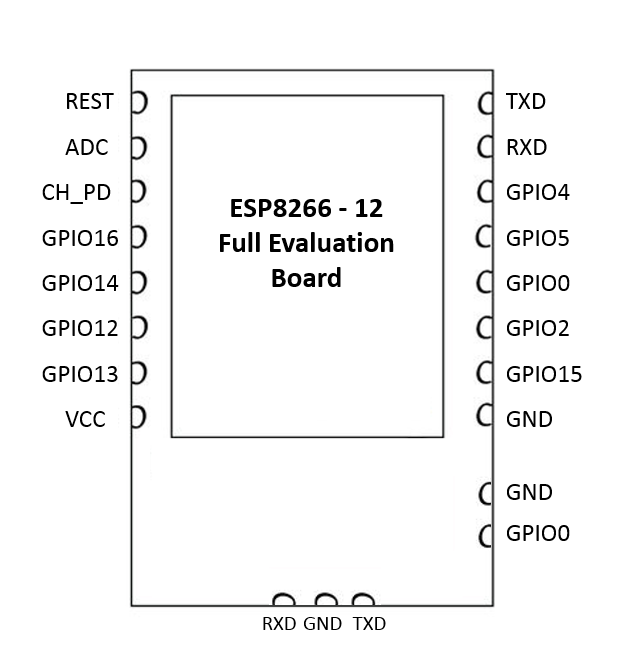 REST
ADC
CH_PD
GPIO16
GPIO14
GPIO12
GPIO13
VCC
ESP8266 - 12
Full Evaluation
Board
TXD
RXD
GPIO4
GPIO5
GPIO0
GPIO2
GPIO15
GND
GND
GPIO0
RXD GND TXD